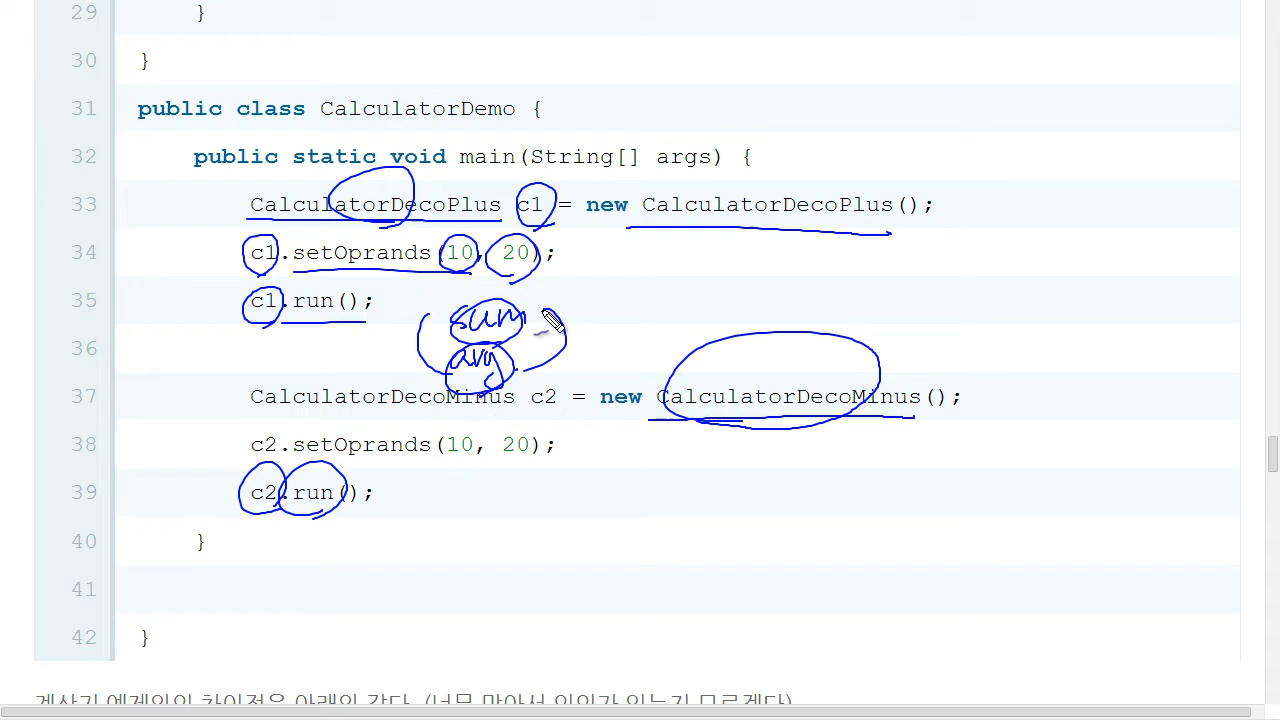 29 }
30 }
31 public class CalculatorDemo {
32 public static void main(String[] args) {
33 CalculatorDecoPlus c1 = new CalculatorDecoPlus();
34 c1.setOprands(10, 20);
35 c1.run();
sum
36
avg
37 CalculatorDecoMinus c2 = new CalculatorDecoMinus();
38 c2.setOprands(10, 20);
39 c2.run();
40 }
41
42 }